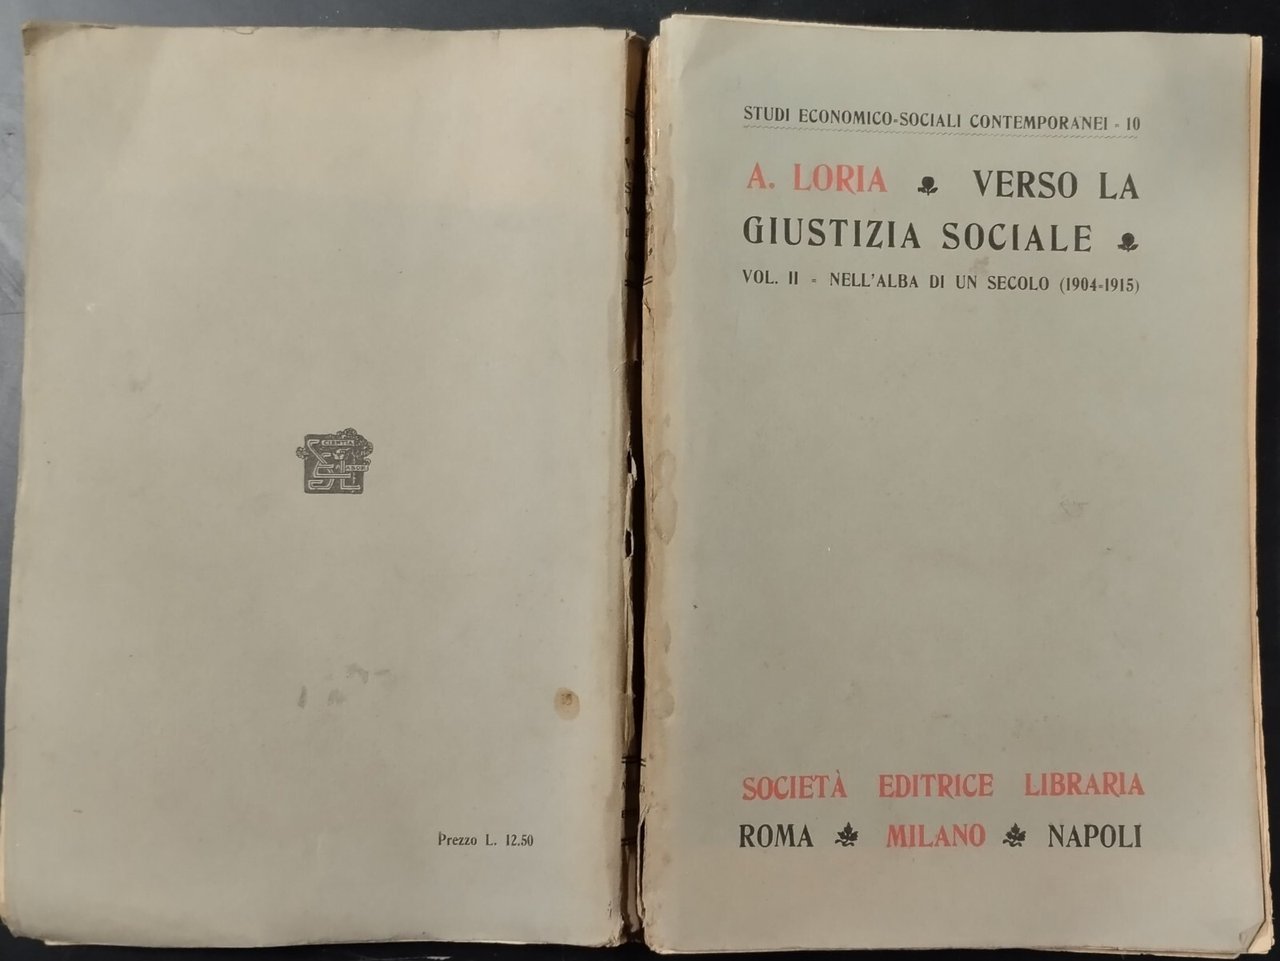 STUDI ECONOMICO-SOCIALI CONTEMPORANEI - 10
A. LORIA VERSO LA
GIUSTIZIA SOCIALE
VOL. II - NELL'ALBA DI UN SECOLO (1904-1915)
SOCIETÀ EDITRICE LIBRARIA
ROMA MILANO NAPOLI
Prezzo L. 12.50